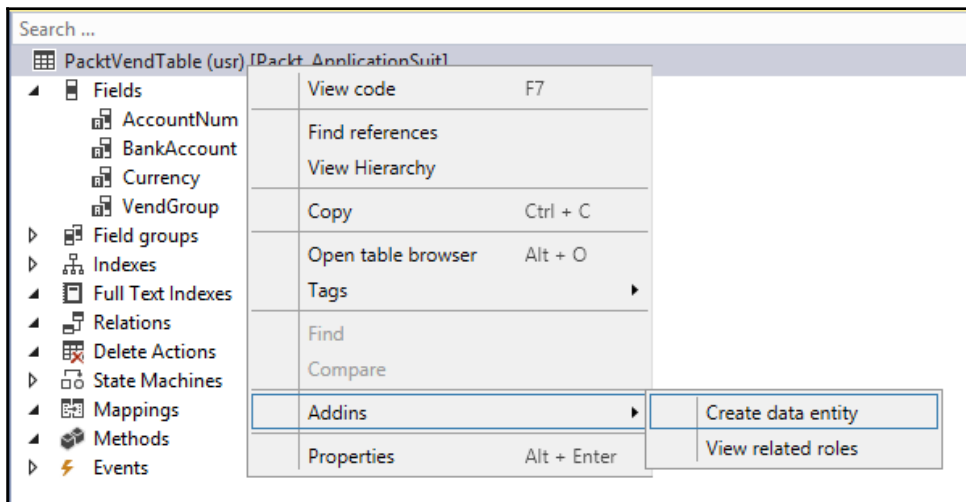 Search ...
PacktVendTable (usr) [Packt_ApplicationSuit]
Fields
AccountNum
BankAccount
Currency
VendGroup
Field groups
Indexes
Full Text Indexes
Relations
Delete Actions
State Machines
Mappings
Methods
Events
View code F7
Find references
View Hierarchy
Copy Ctrl + C
Open table browser Alt + O
Tags
Find
Compare
Addins
Properties Alt + Enter
Create data entity
View related roles